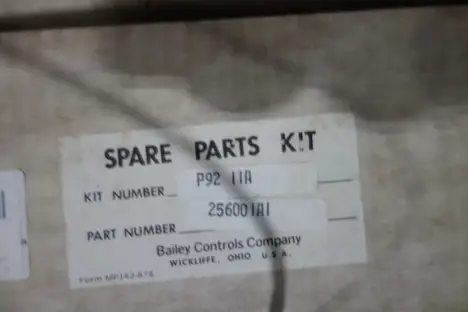 SPARE PARTS KIT
KIT NUMBER P92 11A
PART NUMBER 256001A1
Bailey Controls Company
WICKLIFFE, OHIO U.S.A.